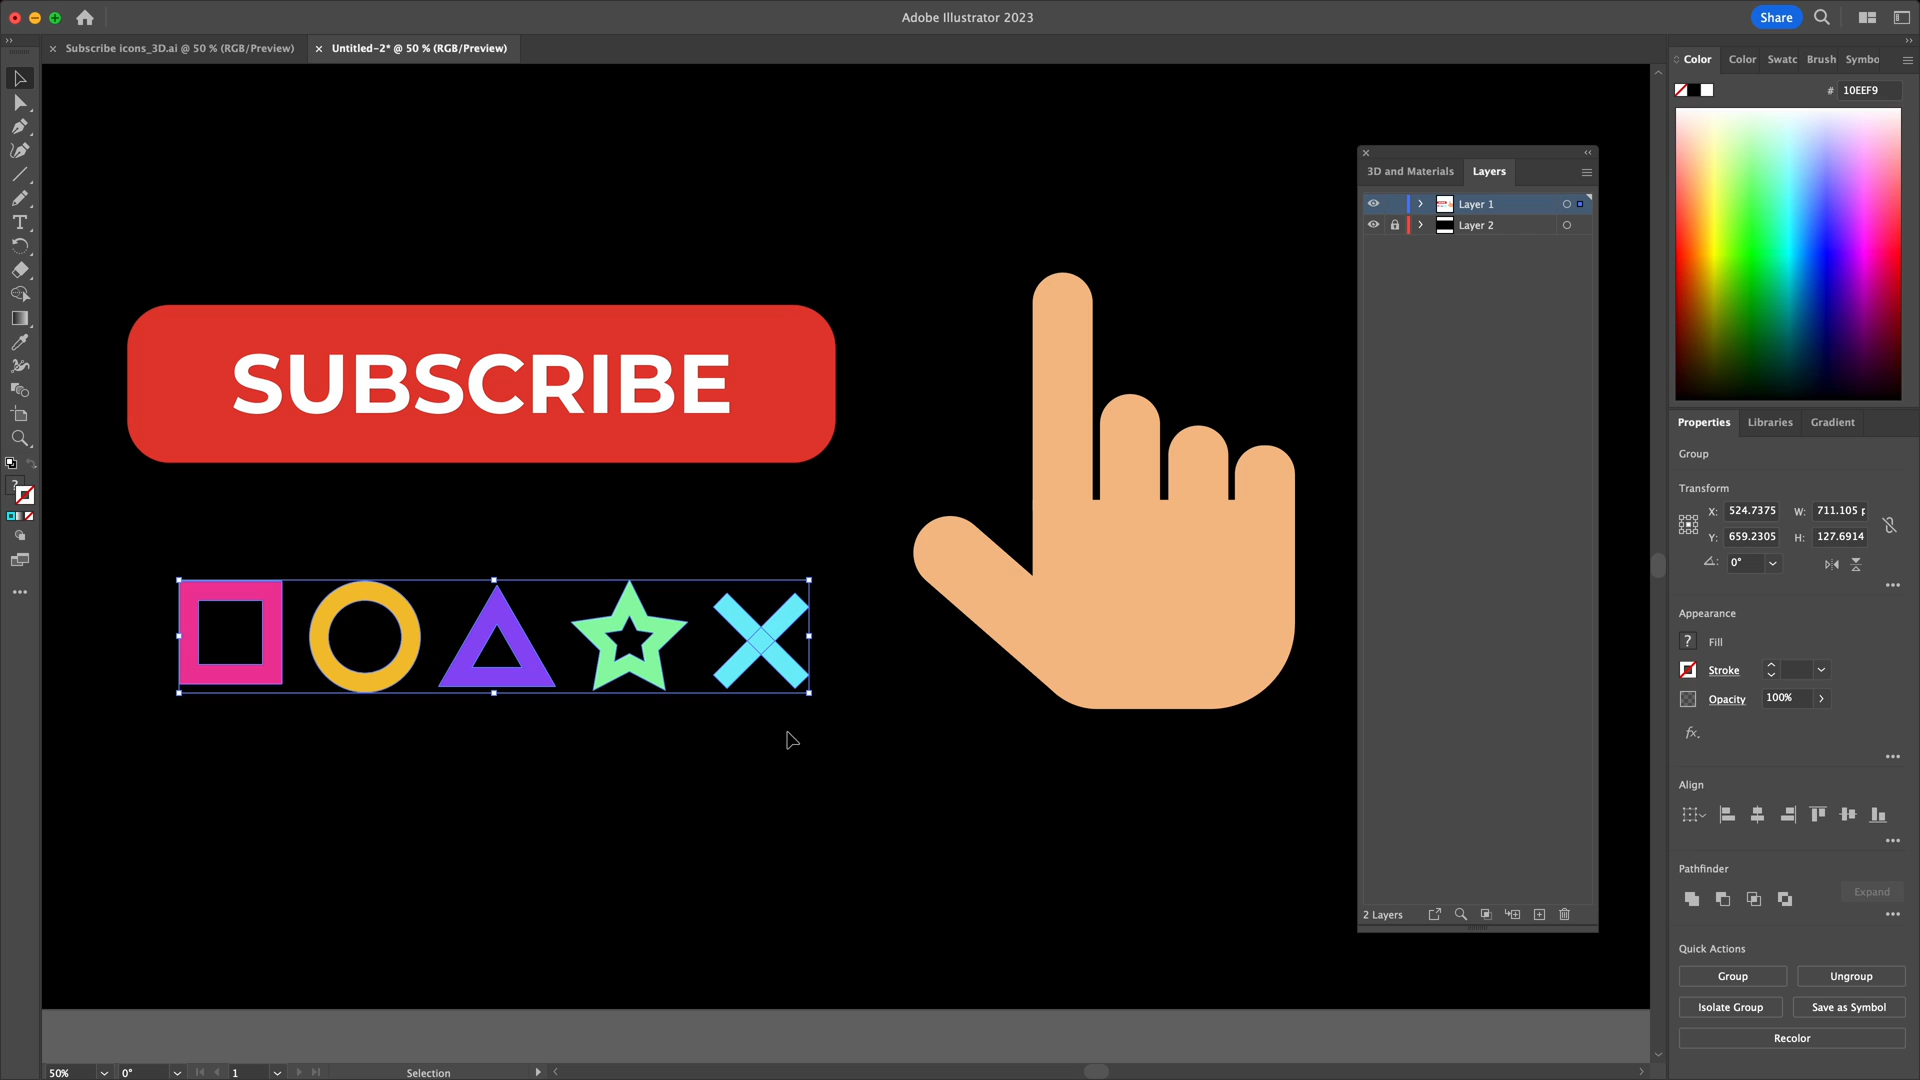 Adobe Illustrator 2023
Share
Subscribe icons_3D.ai @ 50 % (RGB/Preview)
Untitled-2* @ 50 % (RGB/Preview)
Color
Color
Swatc
Brush
Symbo
# 10EEF9
3D and Materials
Layers
Layer 1
Layer 2
SUBSCRIBE
Properties
Libraries
Gradient
Group
Transform
X: 524.7375
W: 711.105 p
Y: 659.2305
H: 127.6914
0°
Appearance
? Fill
Stroke
Opacity
100%
fx.
Align
Pathfinder
Expand
2 Layers
Quick Actions
Group
Ungroup
Isolate Group
Save as Symbol
Recolor
50%
0°
1
Selection